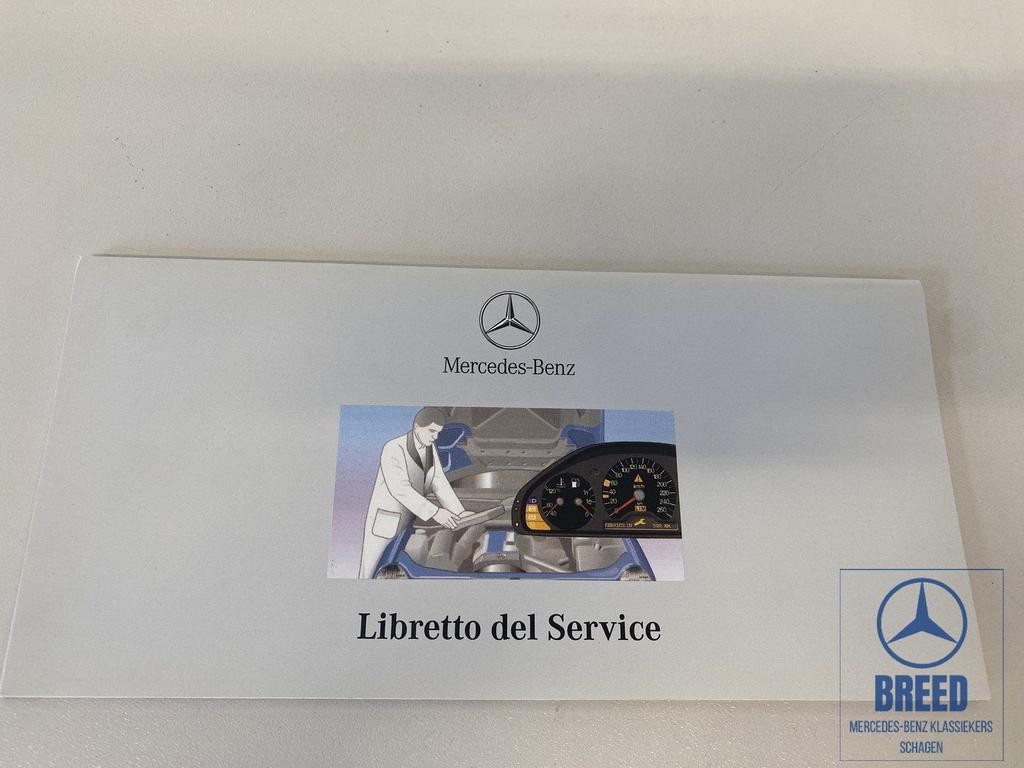 Mercedes-Benz
Libretto del Service
BREED
MERCEDES-BENZ KLASSIEKERS
SCHAGEN